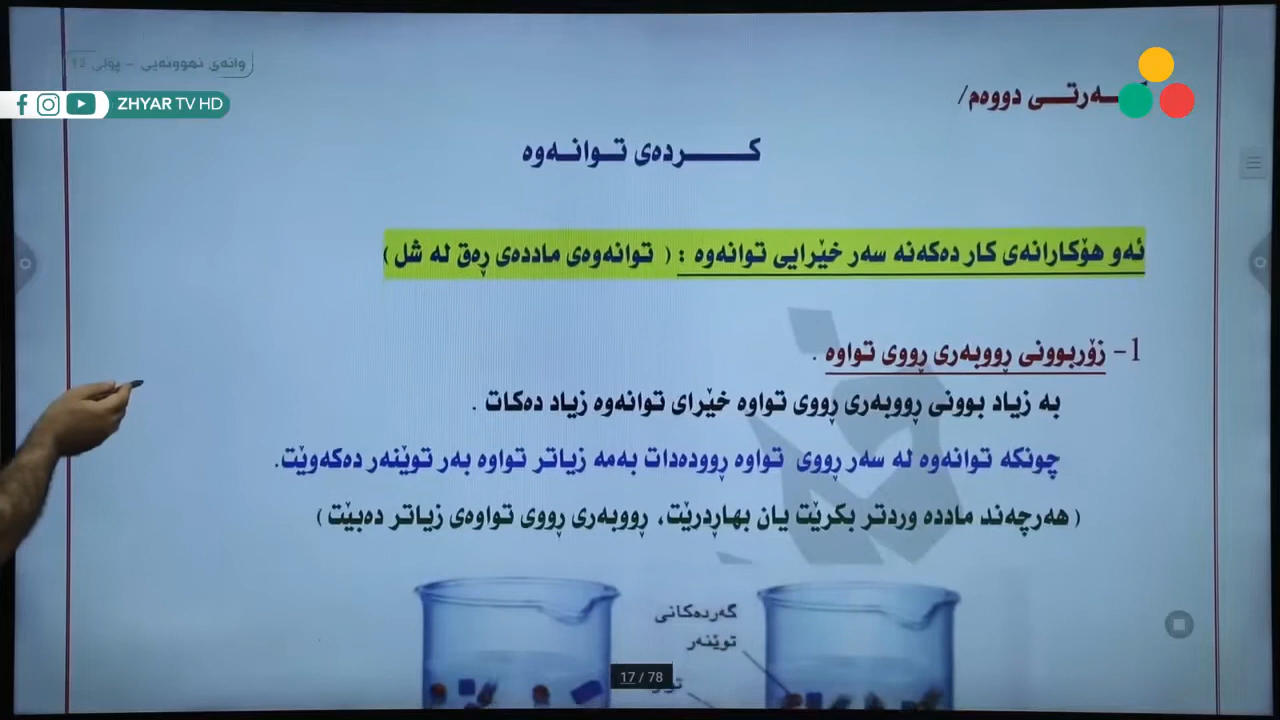 وانەی نموونەیی - پۆلی 12
ZHYAR TV HD
ـەرتـــی دووەم/
کـــــــردەی تـوانـەوە
ئەو هۆکارانەی کار دەکەنە سەر خێرایی توانەوە : ( توانەوەی ماددەی ڕەق لە شل )
1- زۆربوونی ڕووبەری ڕووی تواوە .
بە زیاد بوونی ڕووبەری ڕووی تواوە خێرای توانەوە زیاد دەکات .
چونکە توانەوە لە سەر ڕووی تواوە ڕوودەدات بەمە زیاتر تواوە بەر توێنەر دەکەوێت.
( هەرچەند ماددە وردتر بکرێت یان بهاڕدرێت، ڕووبەری ڕووی تواوەی زیاتر دەبێت )
گەردەکانی
توێنەر
17 / 78